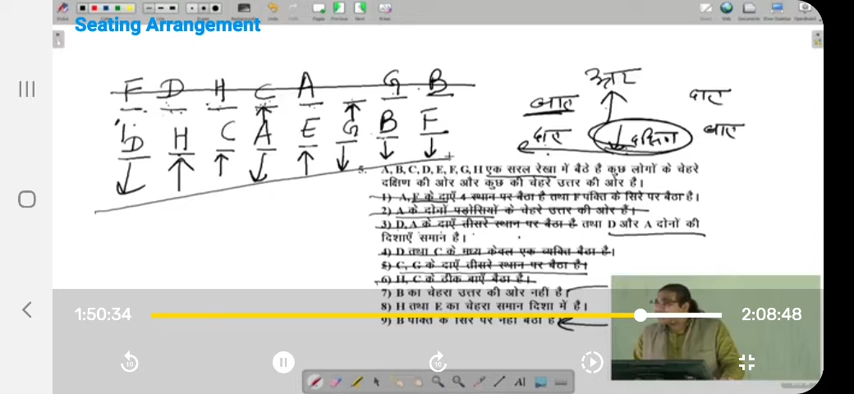 Seating Arrangement
F D H C A G B
उत्तर
बाएं दाएं
D H C A E G B F
दाएं दक्षिण बाएं
5. A, B, C, D, E, F, G, H एक सरल रेखा में बैठे है कुछ लोगों के चेहरे
दक्षिण की ओर और कुछ की चेहरे उत्तर की ओर है।
1) A, E के दाएँ 4 स्थान पर बैठा है तथा F पंक्ति के सिरे पर बैठा है।
2) A के दोनों पड़ोसियों के चेहरे उत्तर की ओर है।
3) D, A के दाएँ तीसरे स्थान पर बैठा है तथा D और A दोनों की
दिशाएँ समान है।
4) D तथा C के माध्य केवल एक व्यक्ति बैठा है।
5) C, G के दाएँ तीसरे स्थान पर बैठा है।
6) H, C के ठीक बाएँ बैठा है।
7) B का चेहरा उत्तर की ओर नहीं है।
8) H तथा E का चेहरा समान दिशा में है।
9) B पंक्ति के सिरे पर नहीं बैठा है
1:50:34
2:08:48